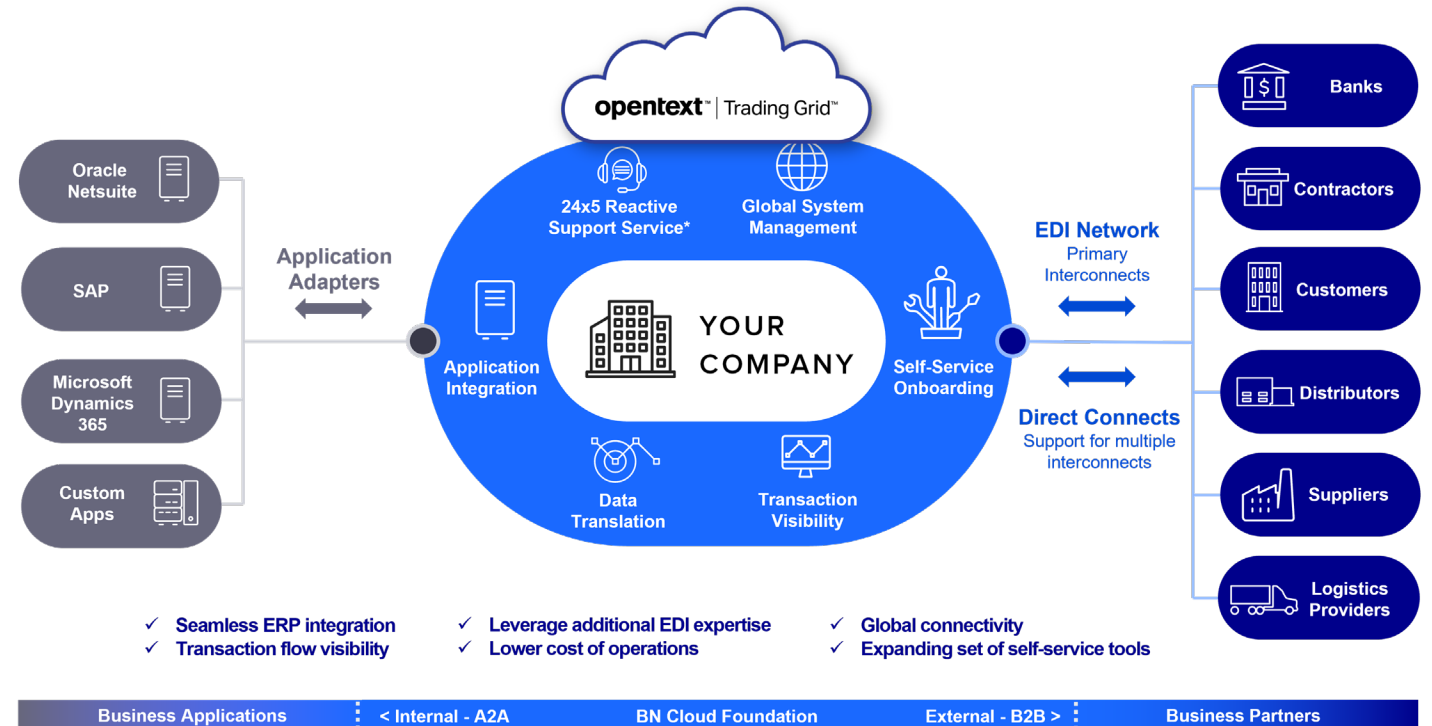 opentext™ | Trading Grid™
Oracle
Netsuite
SAP
Microsoft
Dynamics
365
Custom
Apps
Application
Adapters
24x5 Reactive
Support Service*
Global System
Management
Application
Integration
YOUR
COMPANY
Self-Service
Onboarding
Data
Translation
Transaction
Visibility
EDI Network
Primary
Interconnects
Direct Connects
Support for multiple
interconnects
$
Banks
Contractors
Customers
Distributors
Suppliers
Logistics
Providers
✓ Seamless ERP integration
✓ Transaction flow visibility
✓ Leverage additional EDI expertise
✓ Lower cost of operations
✓ Global connectivity
✓ Expanding set of self-service tools
Business Applications
< Internal - A2A
BN Cloud Foundation
External - B2B >
Business Partners